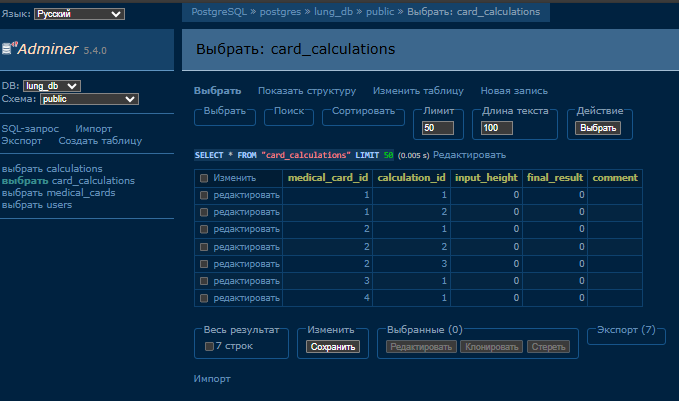 Язык: Русский
PostgreSQL » postgres » lung_db » public » Выбрать: card_calculations
Adminer 5.4.0
Выбрать: card_calculations
DB: lung_db
Схема: public
SQL-запрос Импорт
Экспорт Создать таблицу
выбрать calculations
выбрать card_calculations
выбрать medical_cards
выбрать users
Выбрать Показать структуру Изменить таблицу Новая запись
Выбрать Поиск Сортировать Лимит Длина текста Действие
50 100 Выбрать
SELECT * FROM "card_calculations" LIMIT 50 (0.005 s) Редактировать
Изменить medical_card_id calculation_id input_height final_result comment
редактировать 1 1 0 0
редактировать 1 2 0 0
редактировать 2 1 0 0
редактировать 2 2 0 0
редактировать 2 3 0 0
редактировать 3 1 0 0
редактировать 4 1 0 0
Весь результат Изменить Выбранные (0) Экспорт (7)
7 строк Сохранить Редактировать Клонировать Стереть
Импорт